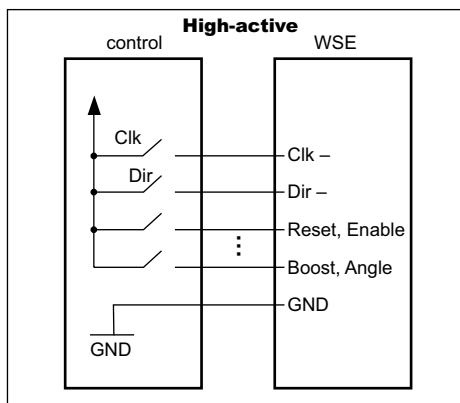 High-active
control WSE
Clk
Clk –
Dir
Dir –
Reset, Enable
Boost, Angle
GND
GND